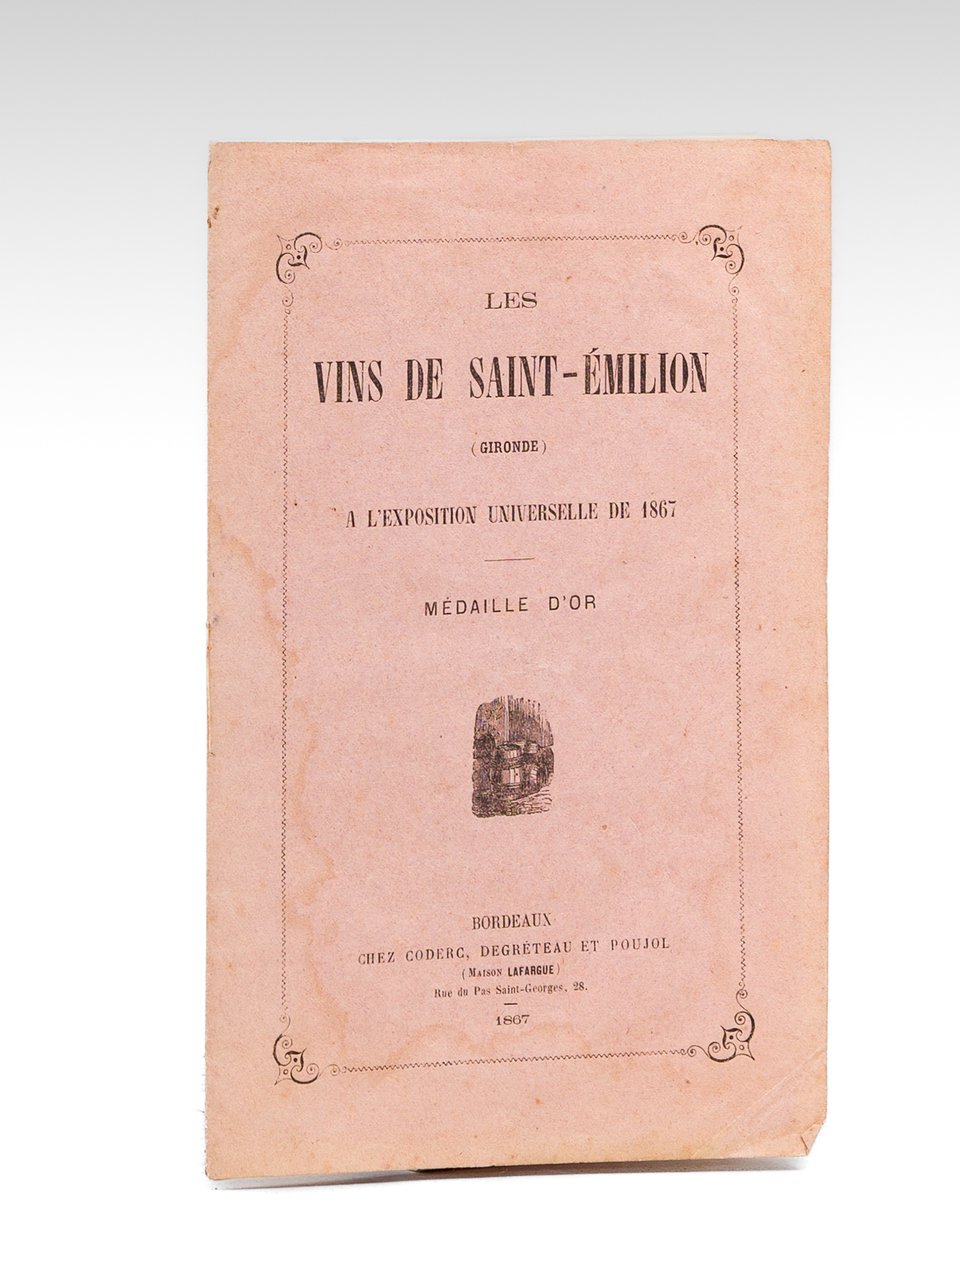 LES
VINS DE SAINT-ÉMILION
(GIRONDE)
A L'EXPOSITION UNIVERSELLE DE 1867
MÉDAILLE D'OR
BORDEAUX
CHEZ CODERC, DEGRÉTEAU ET POUJOL
(MAISON LAFARGUE)
Rue du Pas Saint-Georges, 28.
1867